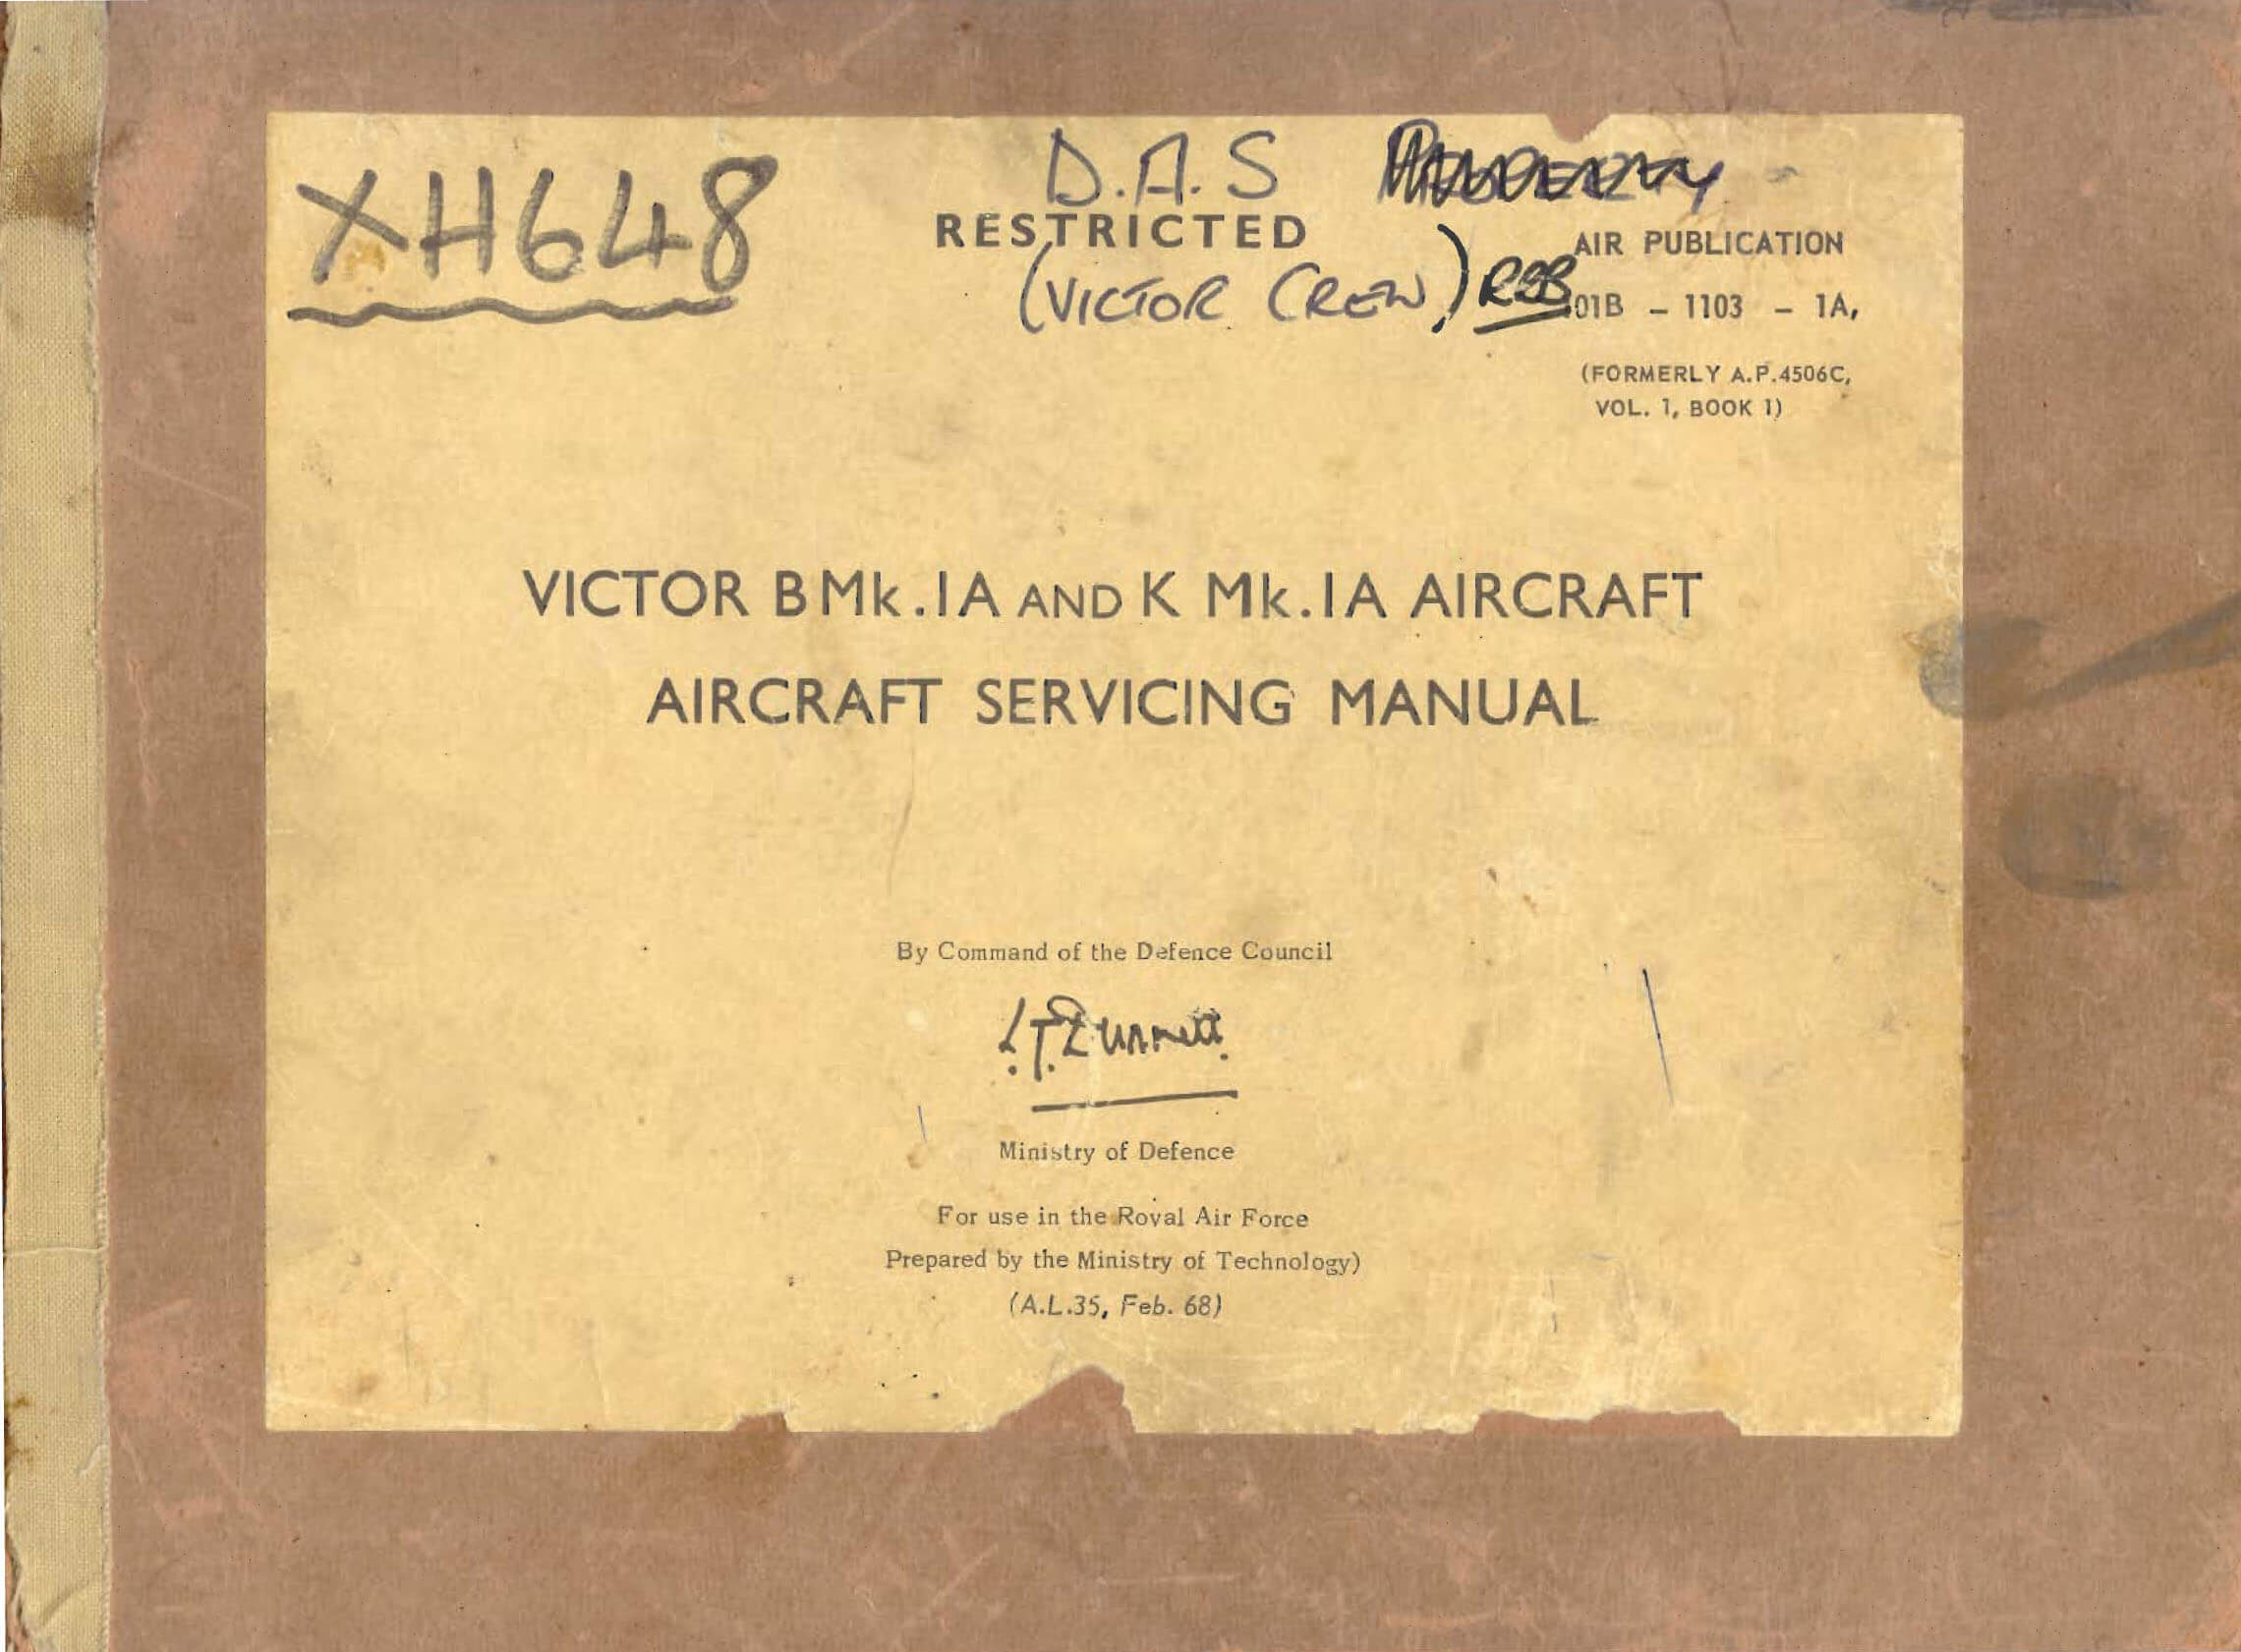 XH648
D.A.S
RESTRICTED
(VICTOR CREW)
AIR PUBLICATION
01B - 1103 - 1A,
(FORMERLY A.P.4506C,
VOL. 1, BOOK 1)
VICTOR B Mk.IA AND K Mk.IA AIRCRAFT
AIRCRAFT SERVICING MANUAL
By Command of the Defence Council
Ministry of Defence
For use in the Royal Air Force
Prepared by the Ministry of Technology)
(A.L.35, Feb. 68)